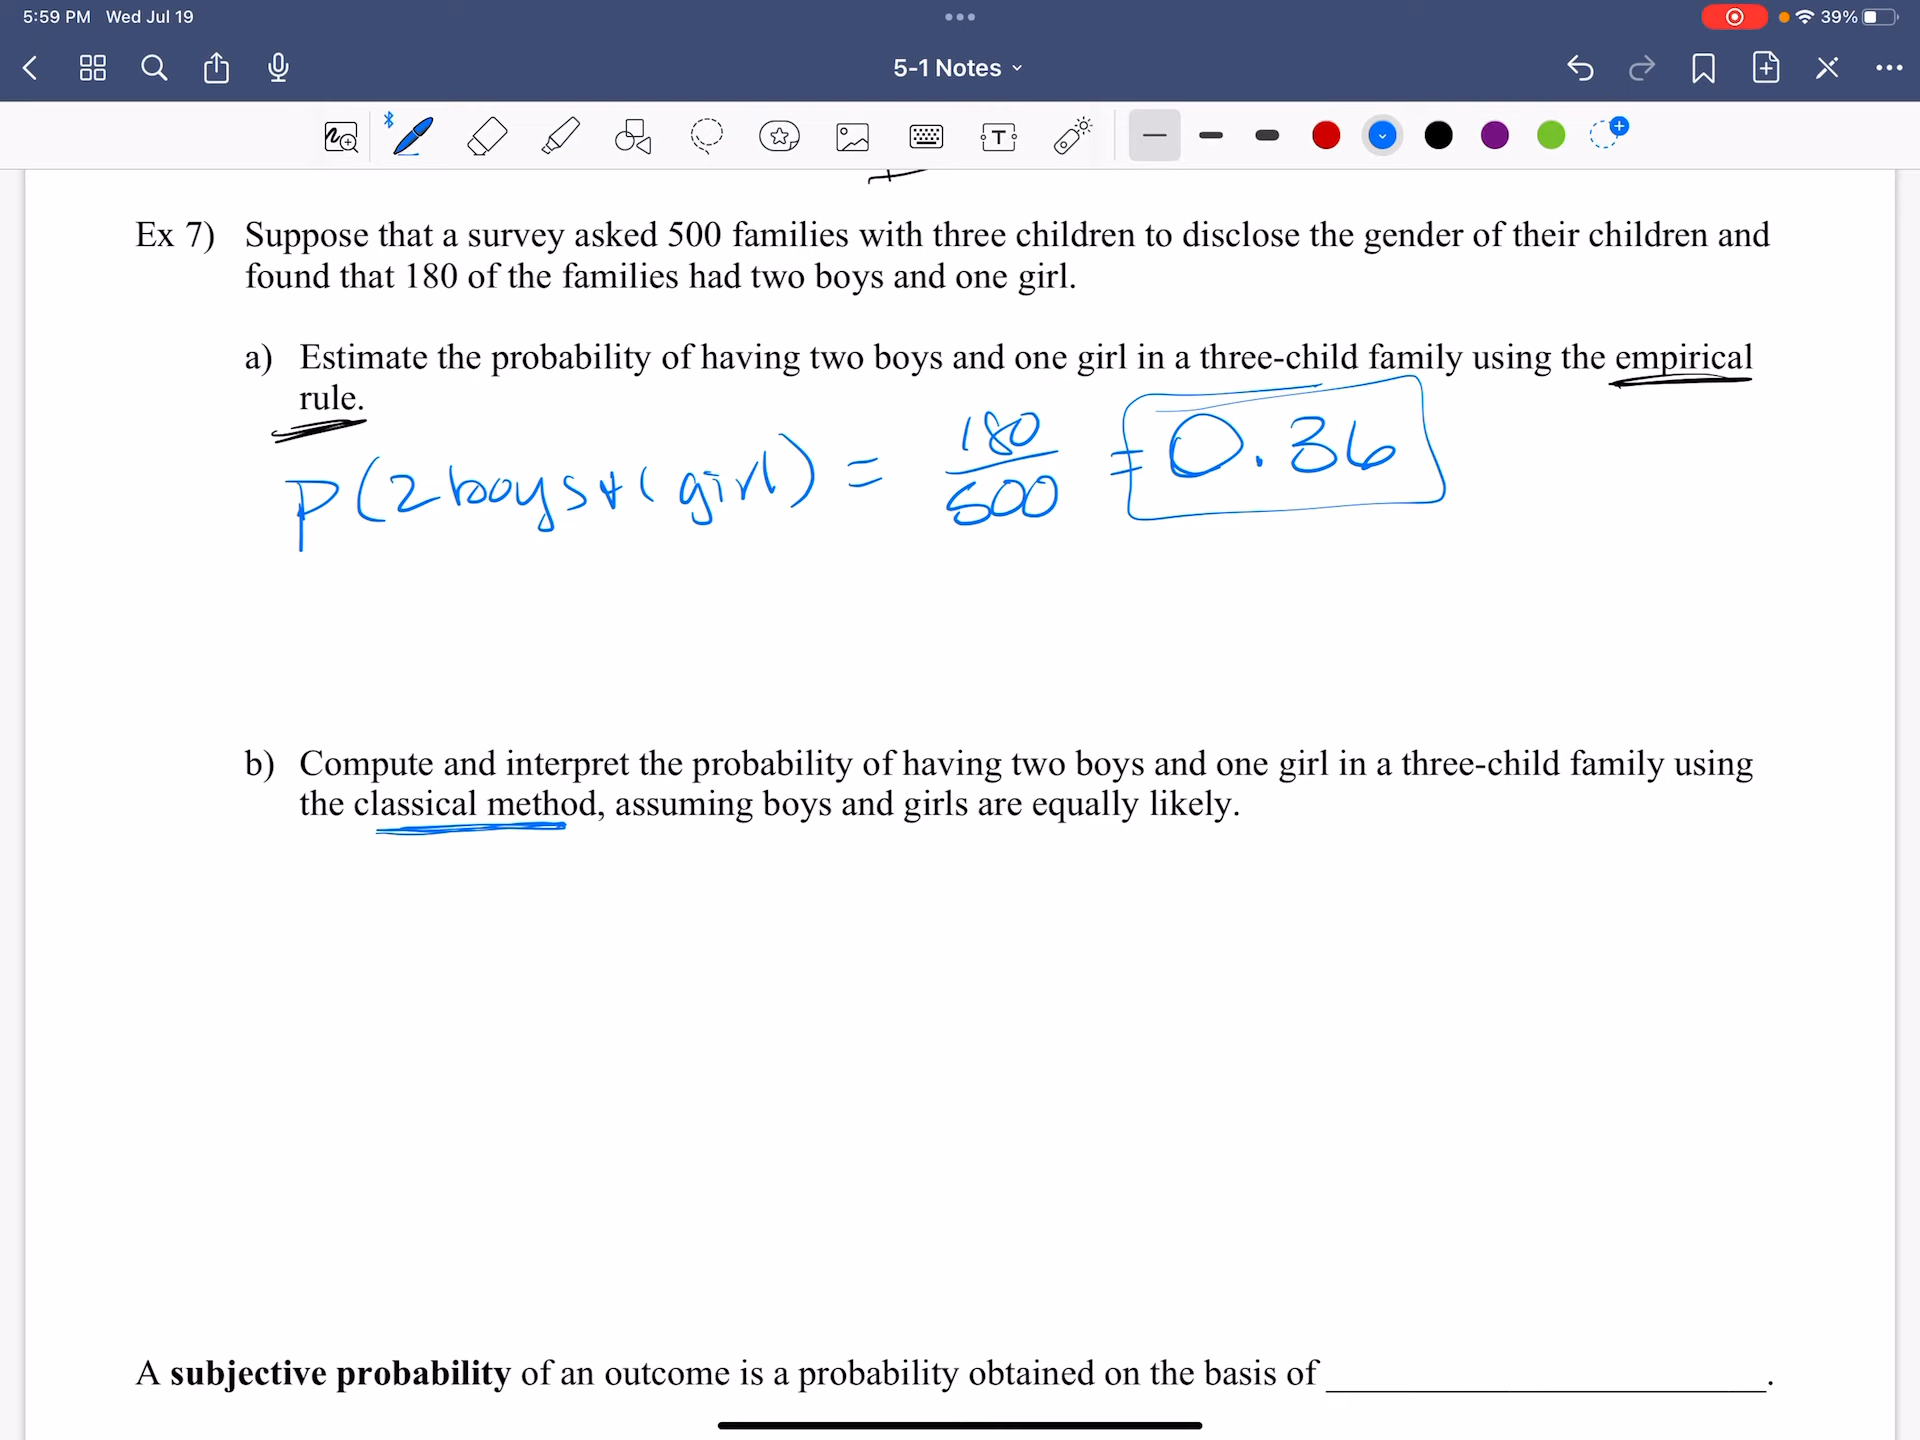 5:59 PM Wed Jul 19
39%
5-1 Notes
T
Ex 7) Suppose that a survey asked 500 families with three children to disclose the gender of their children and
found that 180 of the families had two boys and one girl.
a) Estimate the probability of having two boys and one girl in a three-child family using the empirical
rule.
P(2 boys + 1 girl) = 180/500 = 0.36
b) Compute and interpret the probability of having two boys and one girl in a three-child family using
the classical method, assuming boys and girls are equally likely.
A subjective probability of an outcome is a probability obtained on the basis of ______________________.